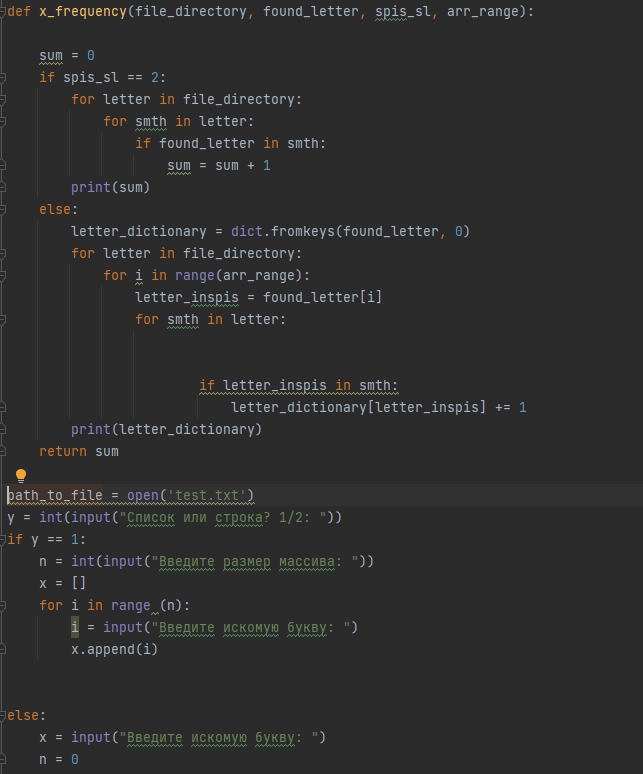 def x_frequency(file_directory, found_letter, spis_sl, arr_range):
sum = 0
if spis_sl == 2:
for letter in file_directory:
for smth in letter:
if found_letter in smth:
sum = sum + 1
print(sum)
else:
letter_dictionary = dict.fromkeys(found_letter, 0)
for letter in file_directory:
for i in range(arr_range):
letter_inspis = found_letter[i]
for smth in letter:
if letter_inspis in smth:
letter_dictionary[letter_inspis] += 1
print(letter_dictionary)
return sum
path_to_file = open('test.txt')
y = int(input("Список или строка? 1/2: "))
if y == 1:
n = int(input("Введите размер массива: "))
x = []
for i in range (n):
i = input("Введите искомую букву: ")
x.append(i)
else:
x = input("Введите искомую букву: ")
n = 0